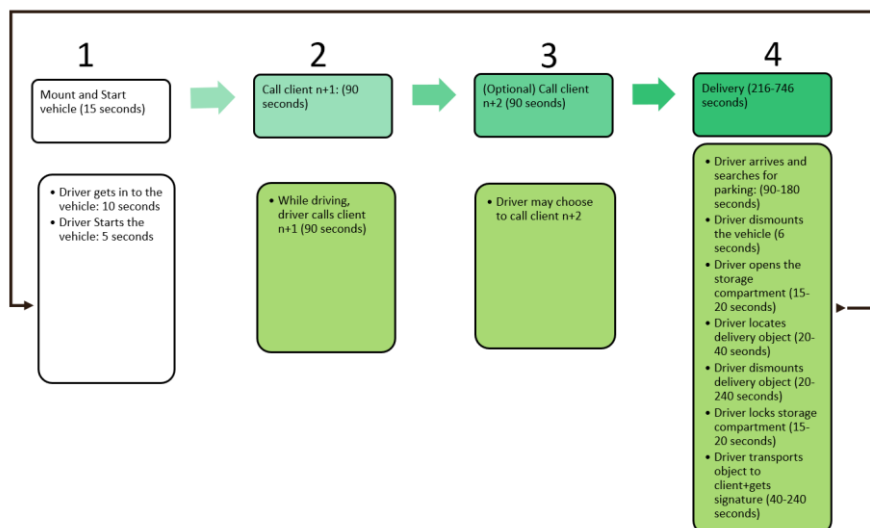 1
Mount and Start
vehicle (15 seconds)
• Driver gets in to the
vehicle: 10 seconds
• Driver Starts the
vehicle: 5 seconds
2
Call client n+1: (90
seconds)
• While driving,
driver calls client
n+1 (90 seconds)
3
(Optional) Call client
n+2 (90 seonds)
• Driver may choose
to call client n+2
4
Delivery (216-746
seconds)
• Driver arrives and
searches for
parking: (90-180
seconds)
• Driver dismounts
the vehicle (6
seconds)
• Driver opens the
storage
compartment (15-
20 seconds)
• Driver locates
delivery object (20-
40 seonds)
• Driver dismounts
delivery object (20-
240 seconds)
• Driver locks storage
compartment (15-
20 seconds)
• Driver transports
object to
client+gets
signature (40-240
seconds)